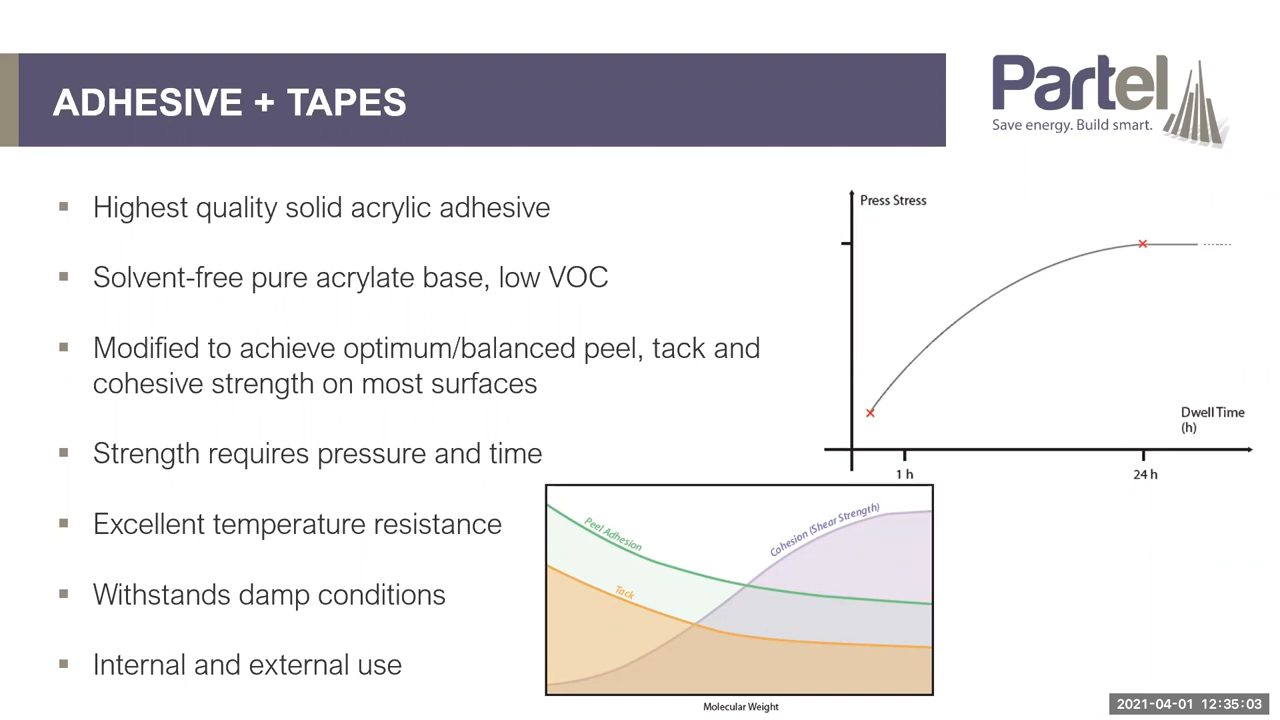 ADHESIVE + TAPES
Partel
Save energy. Build smart.
Highest quality solid acrylic adhesive
Solvent-free pure acrylate base, low VOC
Modified to achieve optimum/balanced peel, tack and
cohesive strength on most surfaces
Strength requires pressure and time
Excellent temperature resistance
Withstands damp conditions
Internal and external use
Press Stress
Dwell Time
(h)
1 h
24 h
Peel Adhesion
Cohesion (Shear Strength)
Tack
Molecular Weight
2021-04-01 12:35:03